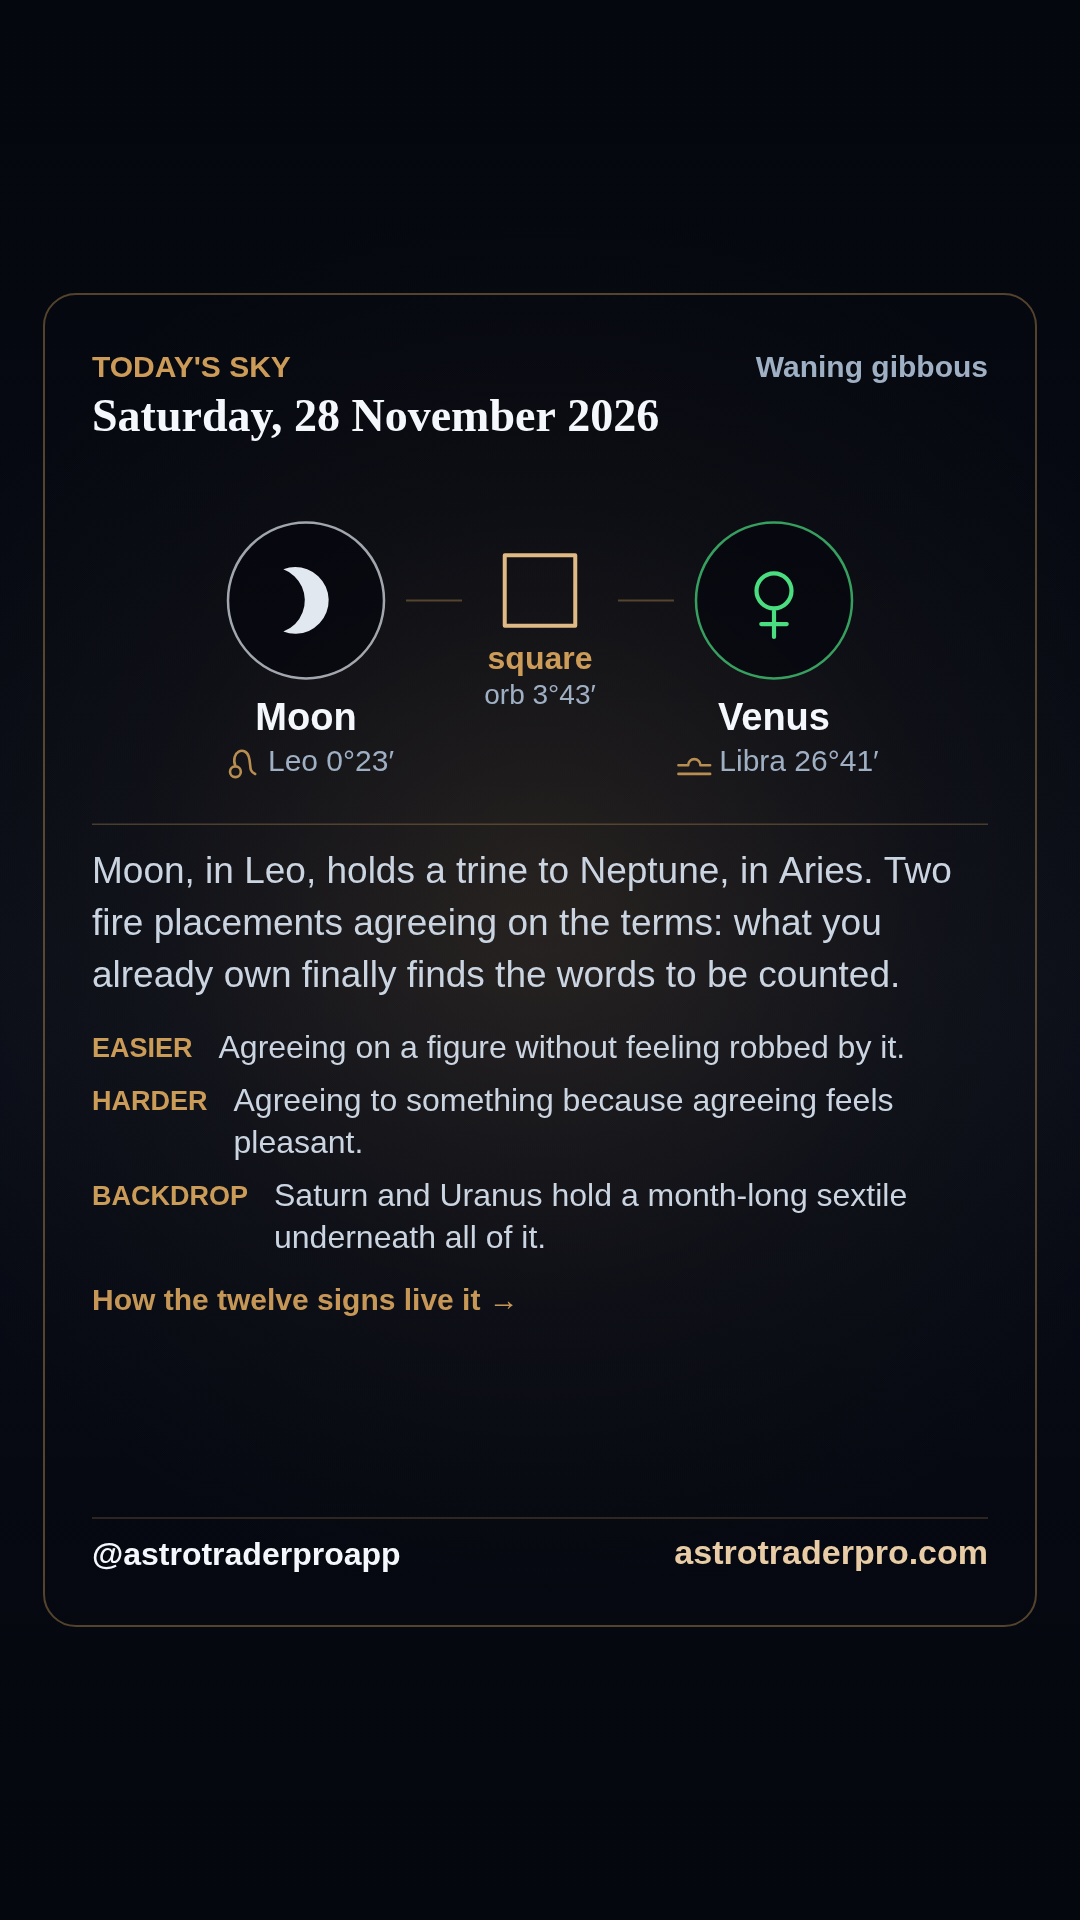 TODAY'S SKY
Waning gibbous
Saturday, 28 November 2026
square
orb 3°43′
Moon
Venus
Leo 0°23′
Libra 26°41′
Moon, in Leo, holds a trine to Neptune, in Aries. Two
fire placements agreeing on the terms: what you
already own finally finds the words to be counted.
EASIER Agreeing on a figure without feeling robbed by it.
HARDER Agreeing to something because agreeing feels
pleasant.
BACKDROP Saturn and Uranus hold a month-long sextile
underneath all of it.
How the twelve signs live it →
@astrotraderproapp
astrotraderpro.com